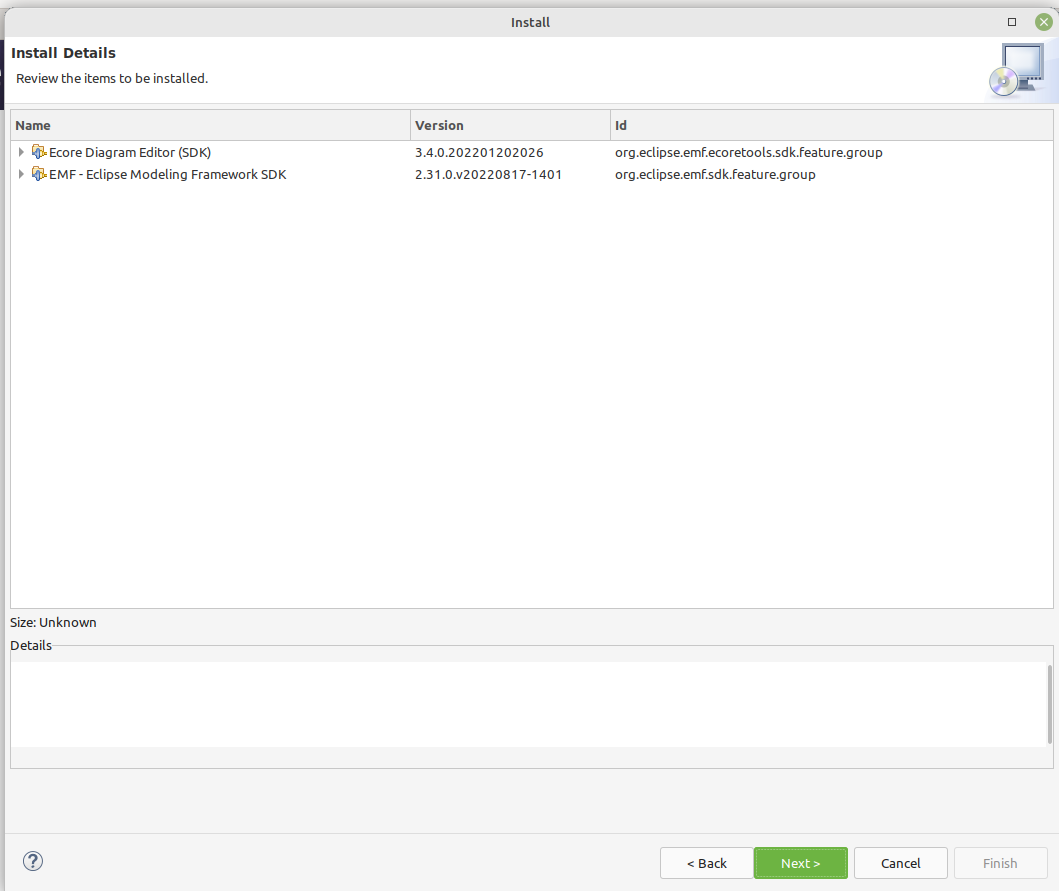 Install
Install Details
Review the items to be installed.
Name Version Id
Ecore Diagram Editor (SDK) 3.4.0.202201202026 org.eclipse.emf.ecoretools.sdk.feature.group
EMF - Eclipse Modeling Framework SDK 2.31.0.v20220817-1401 org.eclipse.emf.sdk.feature.group
Size: Unknown
Details
?
< Back Next > Cancel Finish